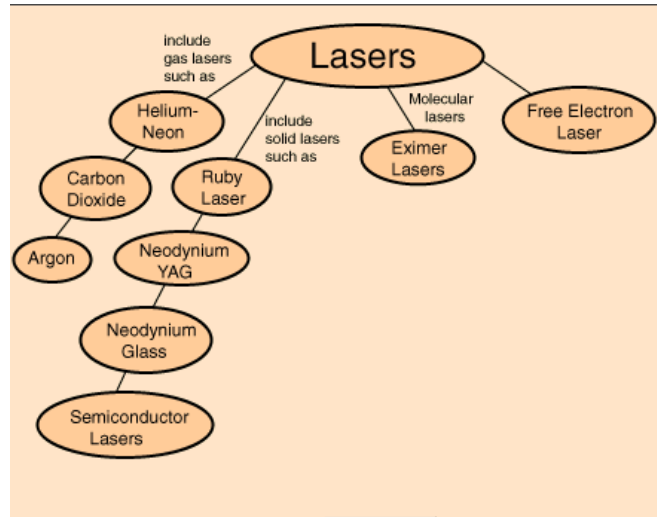 Lasers
include
gas lasers
such as
Helium-
Neon
Carbon
Dioxide
Argon
include
solid lasers
such as
Ruby
Laser
Neodynium
YAG
Neodynium
Glass
Semiconductor
Lasers
Molecular
lasers
Eximer
Lasers
Free Electron
Laser